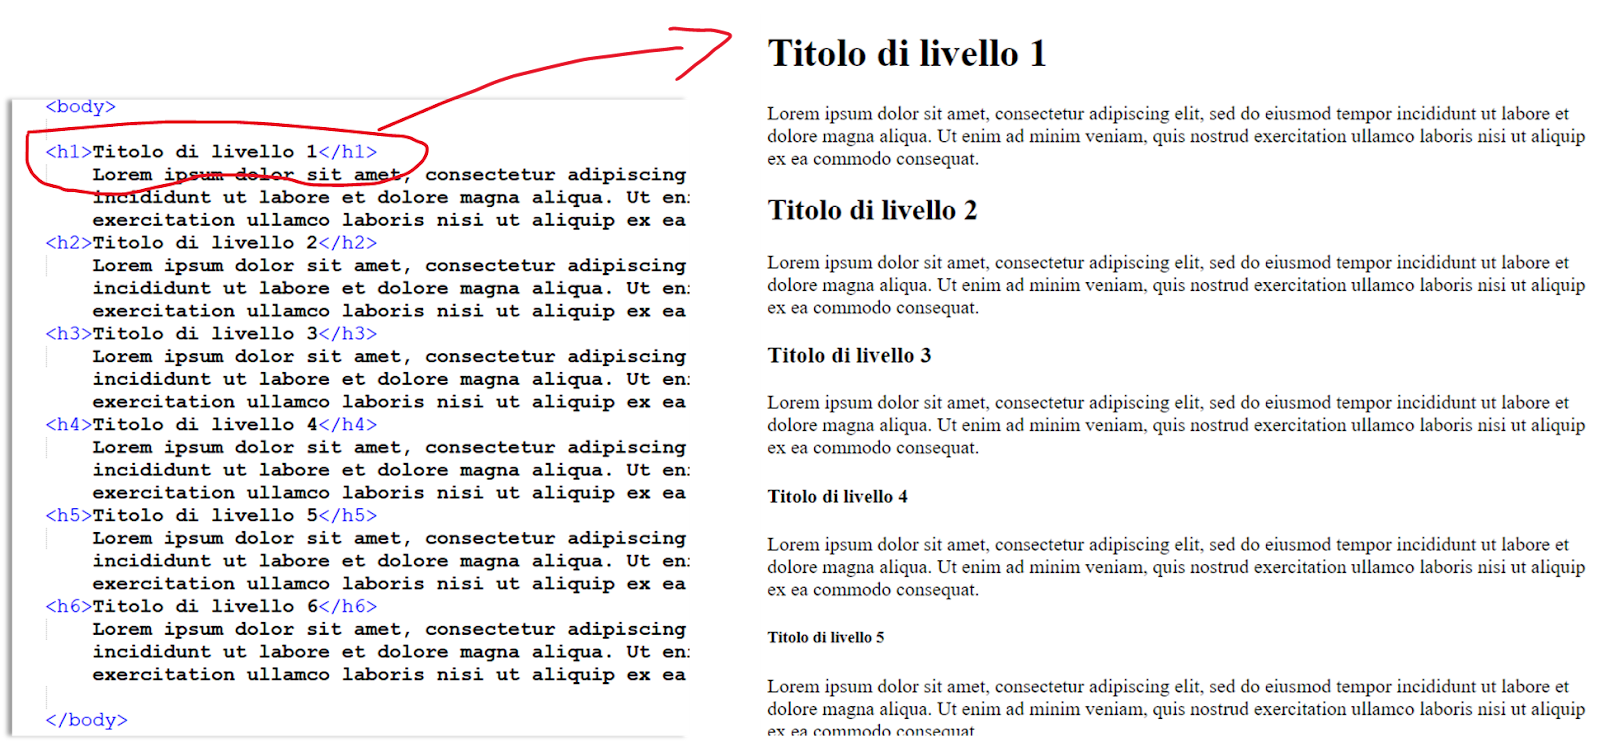 <body>
<h1>Titolo di livello 1</h1>
Lorem ipsum dolor sit amet, consectetur adipiscing
incididunt ut labore et dolore magna aliqua. Ut
exercitation ullamco laboris nisi ut aliquip ex ea
<h2>Titolo di livello 2</h2>
Lorem ipsum dolor sit amet, consectetur adipiscing
incididunt ut labore et dolore magna aliqua. Ut
exercitation ullamco laboris nisi ut aliquip ex ea
<h3>Titolo di livello 3</h3>
Lorem ipsum dolor sit amet, consectetur adipiscing
incididunt ut labore et dolore magna aliqua. Ut
exercitation ullamco laboris nisi ut aliquip ex ea
<h4>Titolo di livello 4</h4>
Lorem ipsum dolor sit amet, consectetur adipiscing
incididunt ut labore et dolore magna aliqua. Ut
exercitation ullamco laboris nisi ut aliquip ex ea
<h5>Titolo di livello 5</h5>
Lorem ipsum dolor sit amet, consectetur adipiscing
incididunt ut labore et dolore magna aliqua. Ut
exercitation ullamco laboris nisi ut aliquip ex ea
<h6>Titolo di livello 6</h6>
Lorem ipsum dolor sit amet, consectetur adipiscing
incididunt ut labore et dolore magna aliqua. Ut
exercitation ullamco laboris nisi ut aliquip ex ea
</body>
Titolo di livello 1
Lorem ipsum dolor sit amet, consectetur adipiscing elit, sed do eiusmod tempor incididunt ut labore et
dolore magna aliqua. Ut enim ad minim veniam, quis nostrud exercitation ullamco laboris nisi ut aliquip
ex ea commodo consequat.
Titolo di livello 2
Lorem ipsum dolor sit amet, consectetur adipiscing elit, sed do eiusmod tempor incididunt ut labore et
dolore magna aliqua. Ut enim ad minim veniam, quis nostrud exercitation ullamco laboris nisi ut aliquip
ex ea commodo consequat.
Titolo di livello 3
Lorem ipsum dolor sit amet, consectetur adipiscing elit, sed do eiusmod tempor incididunt ut labore et
dolore magna aliqua. Ut enim ad minim veniam, quis nostrud exercitation ullamco laboris nisi ut aliquip
ex ea commodo consequat.
Titolo di livello 4
Lorem ipsum dolor sit amet, consectetur adipiscing elit, sed do eiusmod tempor incididunt ut labore et
dolore magna aliqua. Ut enim ad minim veniam, quis nostrud exercitation ullamco laboris nisi ut aliquip
ex ea commodo consequat.
Titolo di livello 5
Lorem ipsum dolor sit amet, consectetur adipiscing elit, sed do eiusmod tempor incididunt ut labore et
dolore magna aliqua. Ut enim ad minim veniam, quis nostrud exercitation ullamco laboris nisi ut aliquip
ex ea commodo consequat